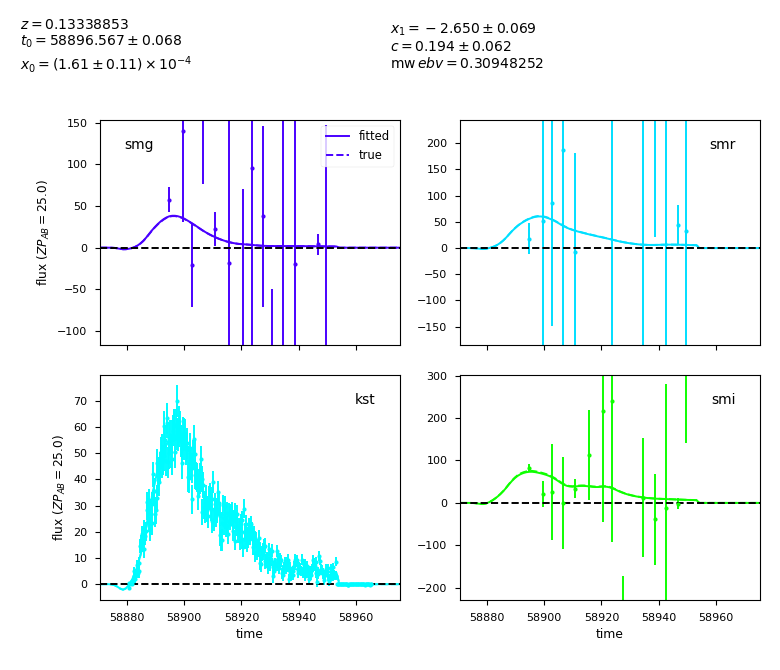 z = 0.13338853
t₀ = 58896.567 ± 0.068
x₀ = (1.61 ± 0.11) × 10⁻⁴
x₁ = −2.650 ± 0.069
c = 0.194 ± 0.062
mw ebv = 0.30948252
smg
fitted
true
150
100
50
0
−50
−100
flux (ZP_AB = 25.0)
smr
200
150
100
50
0
−50
−100
−150
kst
70
60
50
40
30
20
10
0
flux (ZP_AB = 25.0)
58880 58900 58920 58940 58960
time
smi
300
200
100
0
−100
−200
58880 58900 58920 58940 58960
time